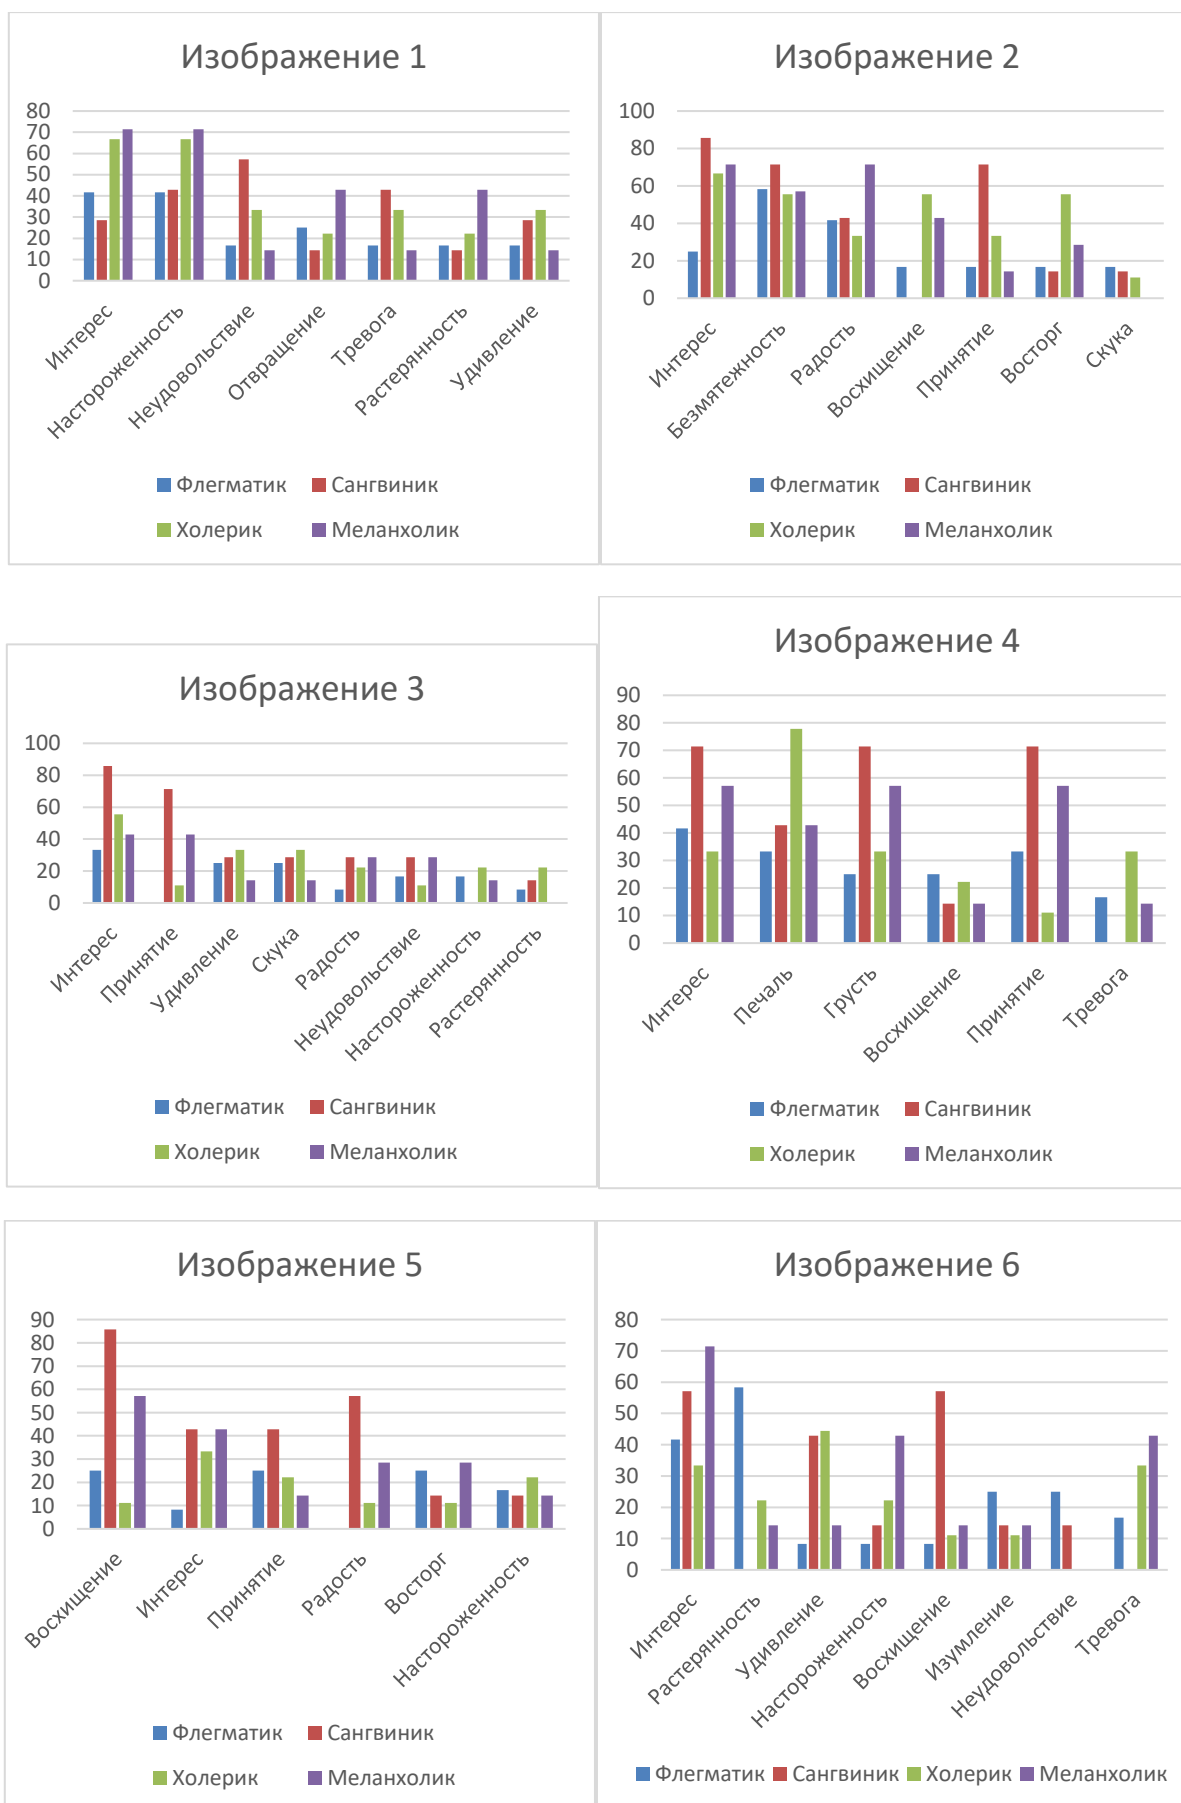 Изображение 1
80
70
60
50
40
30
20
10
0
Интерес
Настороженность
Неудовольствие
Отвращение
Тревога
Растерянность
Удивление
Флегматик Сангвиник
Холерик Меланхолик
Изображение 2
100
80
60
40
20
0
Интерес
Безмятежность
Радость
Восхищение
Принятие
Восторг
Скука
Флегматик Сангвиник
Холерик Меланхолик
Изображение 3
100
80
60
40
20
0
Интерес
Принятие
Удивление
Скука
Радость
Неудовольствие
Настороженность
Растерянность
Флегматик Сангвиник
Холерик Меланхолик
Изображение 4
90
80
70
60
50
40
30
20
10
0
Интерес
Печаль
Грусть
Восхищение
Принятие
Тревога
Флегматик Сангвиник
Холерик Меланхолик
Изображение 5
90
80
70
60
50
40
30
20
10
0
Восхищение
Интерес
Принятие
Радость
Восторг
Настороженность
Флегматик Сангвиник
Холерик Меланхолик
Изображение 6
80
70
60
50
40
30
20
10
0
Интерес
Растерянность
Удивление
Настороженность
Восхищение
Изумление
Неудовольствие
Тревога
Флегматик Сангвиник Холерик Меланхолик